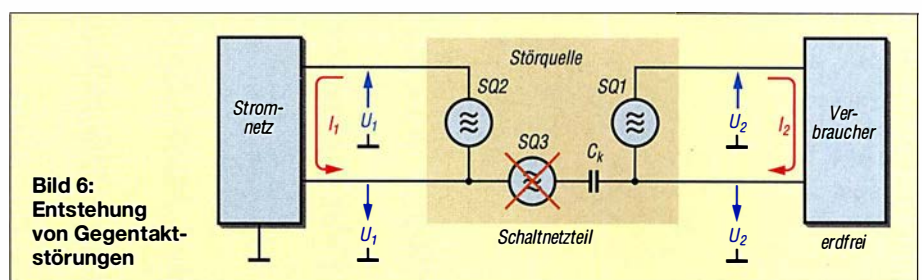 Störquelle
SQ2
SQ1
Strom-
netz
I1
U1
U2
I2
Ver-
braucher
SQ3
Ck
U1
U2
Schaltnetzteil
erdfrei
Bild 6:
Entstehung
von Gegentakt-
störungen